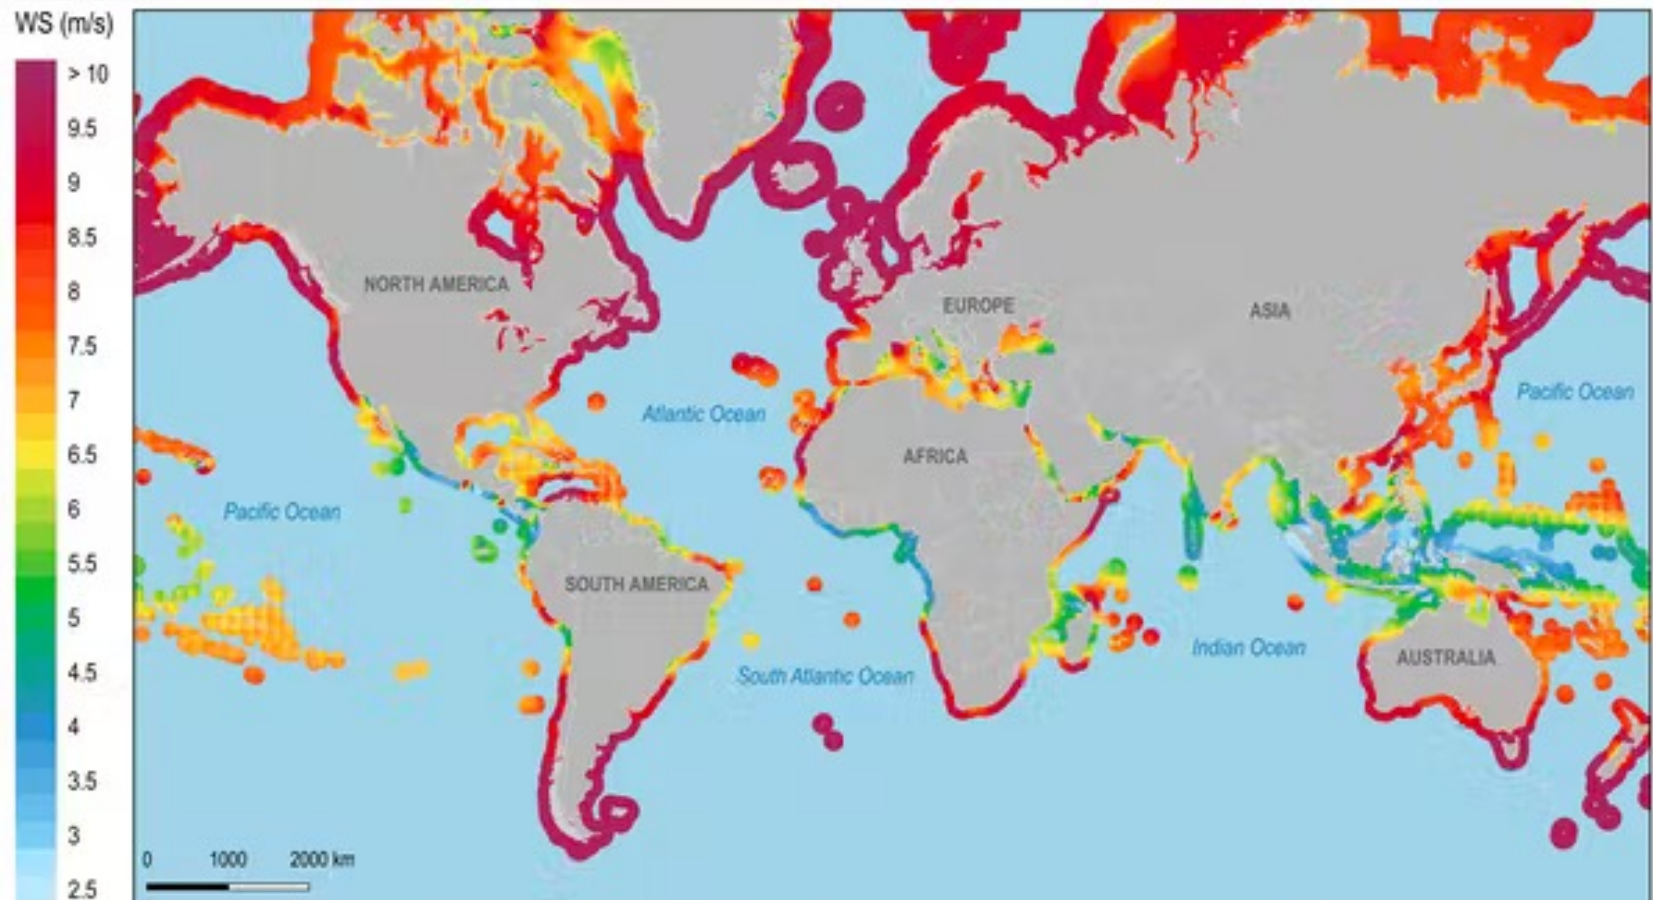 WS (m/s)
> 10
9.5
9
8.5
8
7.5
7
6.5
6
5.5
5
4.5
4
3.5
3
2.5
NORTH AMERICA
EUROPE
ASIA
Atlantic Ocean
Pacific Ocean
AFRICA
Pacific Ocean
SOUTH AMERICA
Indian Ocean
AUSTRALIA
South Atlantic Ocean
0 1000 2000 km